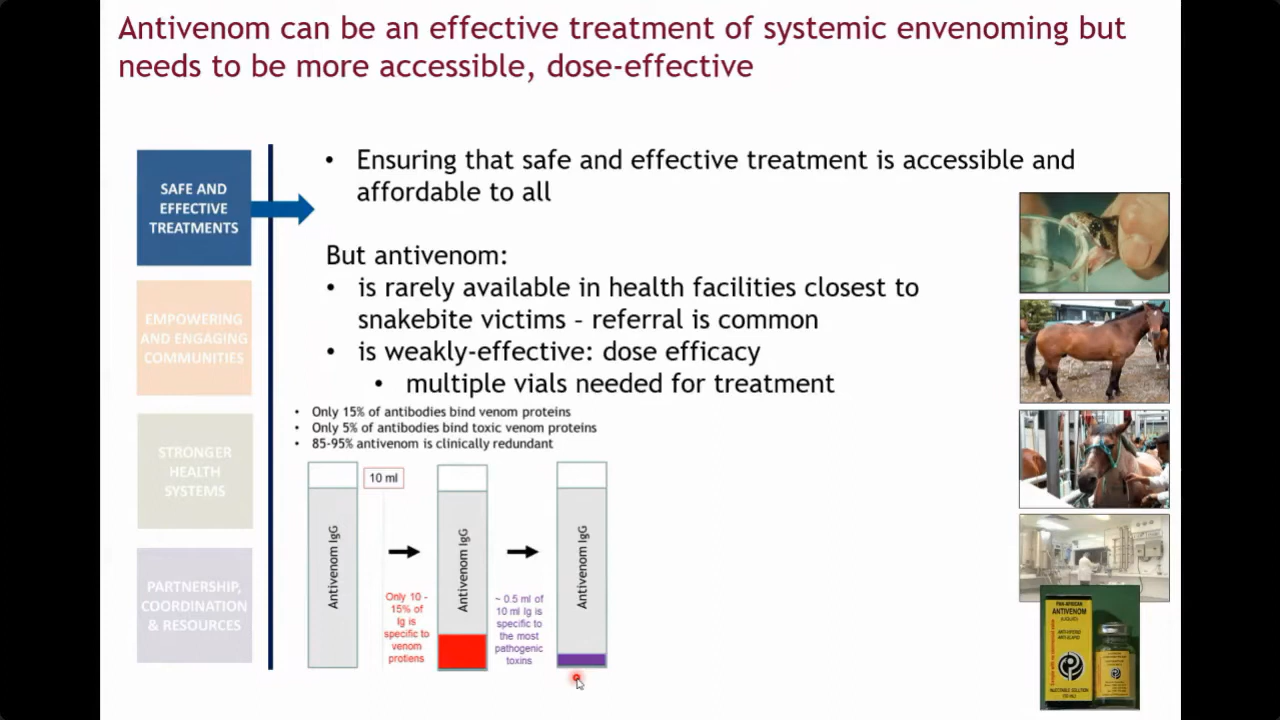 Antivenom can be an effective treatment of systemic envenoming but
needs to be more accessible, dose-effective
SAFE AND
EFFECTIVE
TREATMENTS
EMPOWERING
AND ENGAGING
COMMUNITIES
STRONGER
HEALTH
SYSTEMS
PARTNERSHIP,
COORDINATION
& RESOURCES
• Ensuring that safe and effective treatment is accessible and
affordable to all
But antivenom:
• is rarely available in health facilities closest to
snakebite victims – referral is common
• is weakly-effective: dose efficacy
• multiple vials needed for treatment
• Only 15% of antibodies bind venom proteins
• Only 5% of antibodies bind toxic venom proteins
• 85-95% antivenom is clinically redundant
10 ml
Antivenom IgG
Only 10 -
15% of
Ig is
specific to
venom
protiens
Antivenom IgG
~ 0.5 ml of
10 ml Ig is
specific to
the most
pathogenic
toxins
Antivenom IgG
PAN-AFRICAN
ANTIVENOM
INJECTABLE SOLUTION